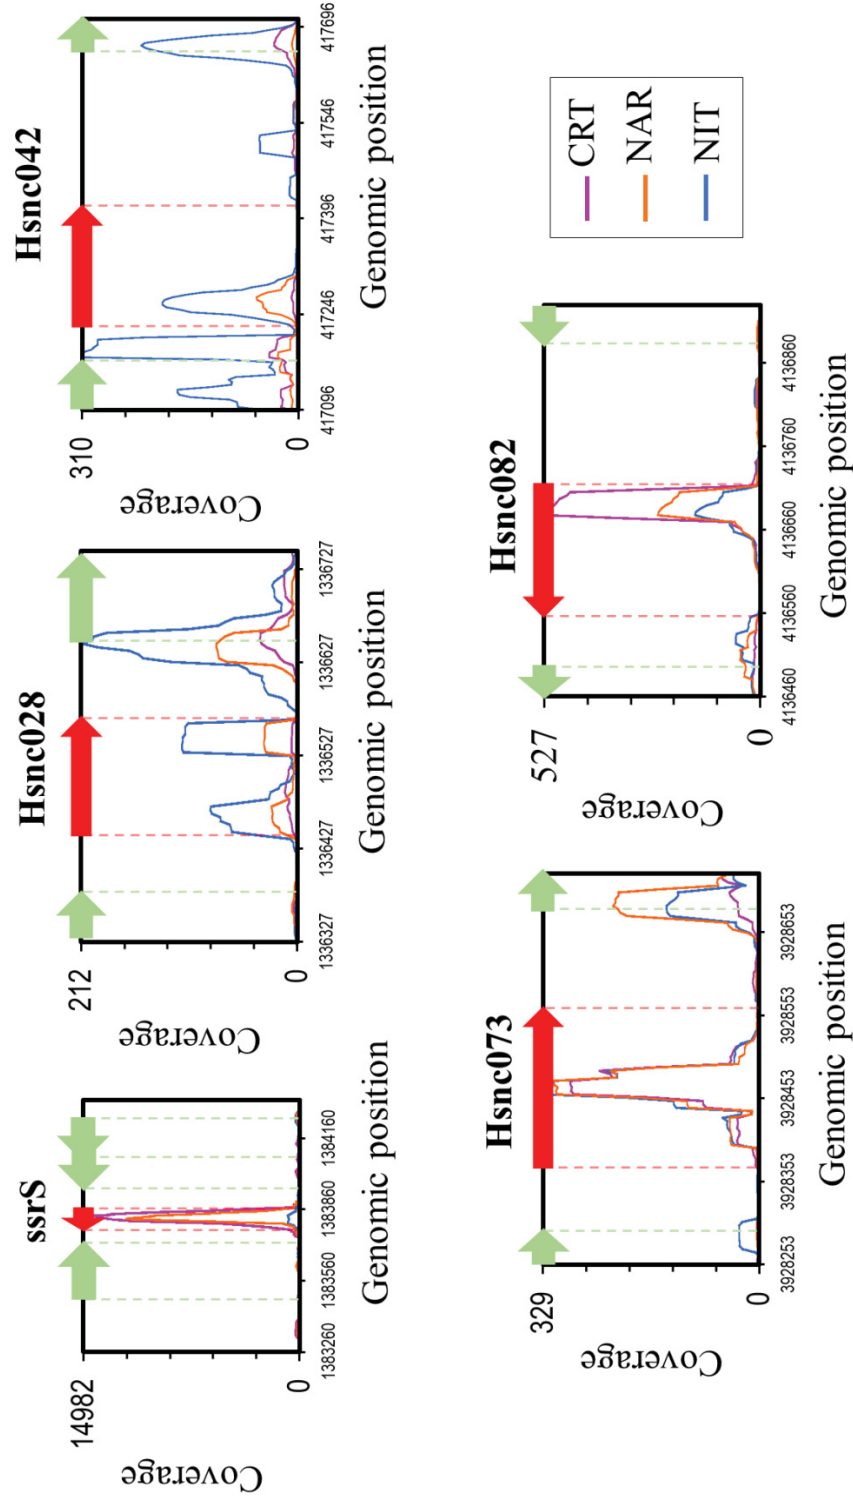 ssrS
14982
0
Coverage
1383260
1383560
1383860
1384160
Genomic position
Hsnc028
212
0
Coverage
1336327
1336427
1336527
1336627
1336727
Genomic position
Hsnc042
310
0
Coverage
417096
417246
417396
417546
417696
Genomic position
Hsnc073
329
0
Coverage
3928253
3928353
3928453
3928553
3928653
Genomic position
Hsnc082
527
0
Coverage
4136460
4136560
4136660
4136760
4136860
Genomic position
CRT
NAR
NIT